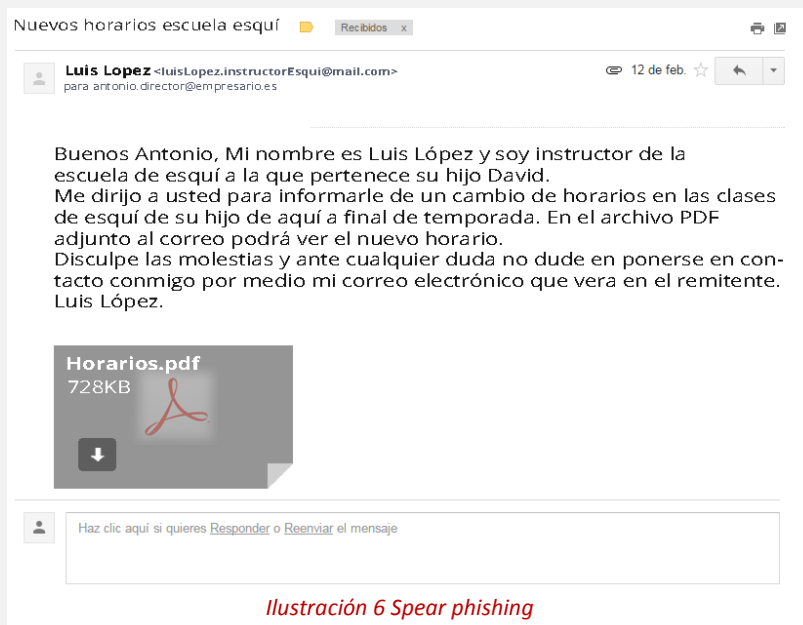 Nuevos horarios escuela esquí
Recibidos x
Luis Lopez <luisLopez.instructorEsqui@mail.com>
12 de feb.
para antonio.director@empresario.es
Buenos Antonio, Mi nombre es Luis López y soy instructor de la
escuela de esquí a la que pertenece su hijo David.
Me dirijo a usted para informarle de un cambio de horarios en las clases
de esquí de su hijo de aquí a final de temporada. En el archivo PDF
adjunto al correo podrá ver el nuevo horario.
Disculpe las molestias y ante cualquier duda no dude en ponerse en con-
tacto conmigo por medio mi correo electrónico que vera en el remitente.
Luis López.
Horarios.pdf
728KB
Haz clic aquí si quieres Responder o Reenviar el mensaje
Ilustración 6 Spear phishing